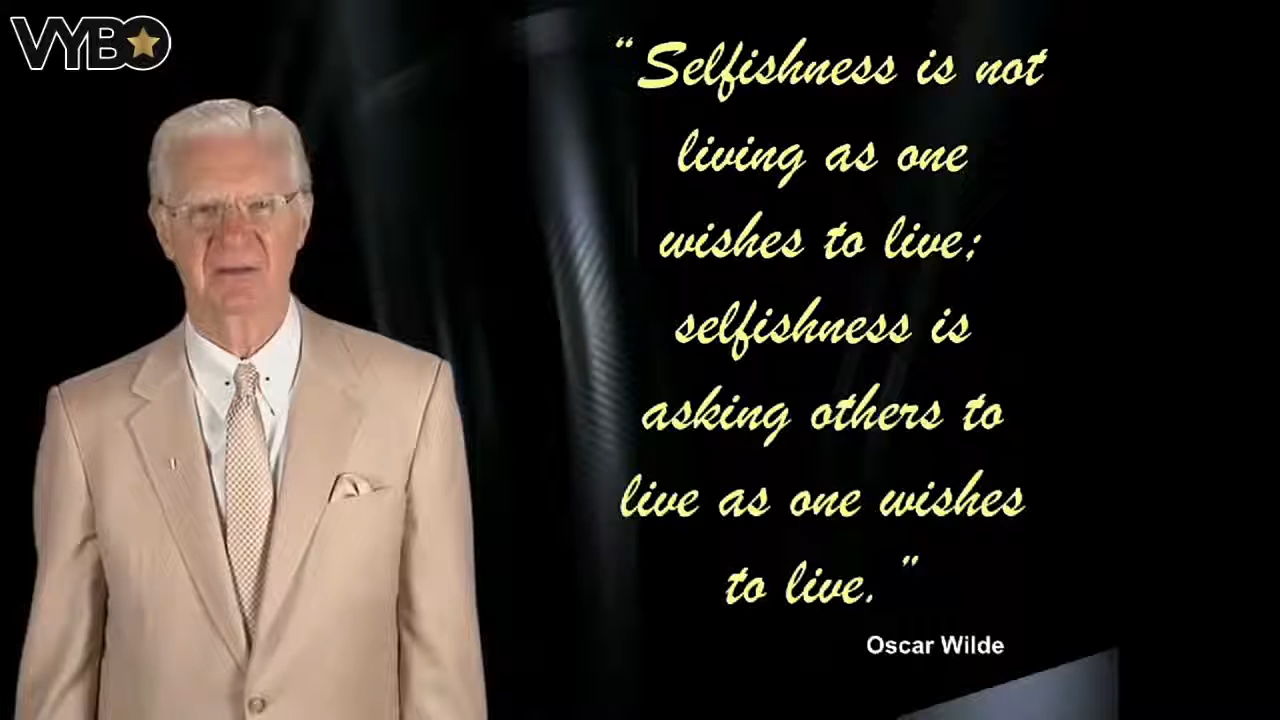 VYBO
“Selfishness is not
living as one
wishes to live;
selfishness is
asking others to
live as one wishes
to live.”
Oscar Wilde